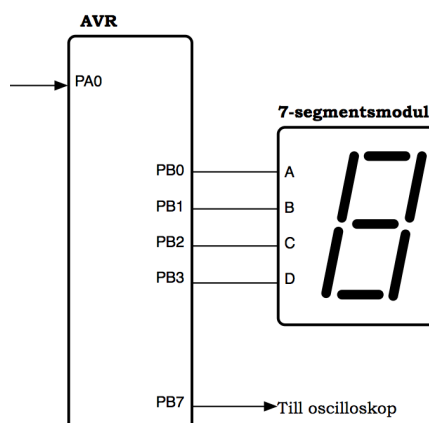 AVR
PA0
7-segmentsmodul
PB0
A
PB1
B
PB2
C
PB3
D
PB7
Till oscilloskop